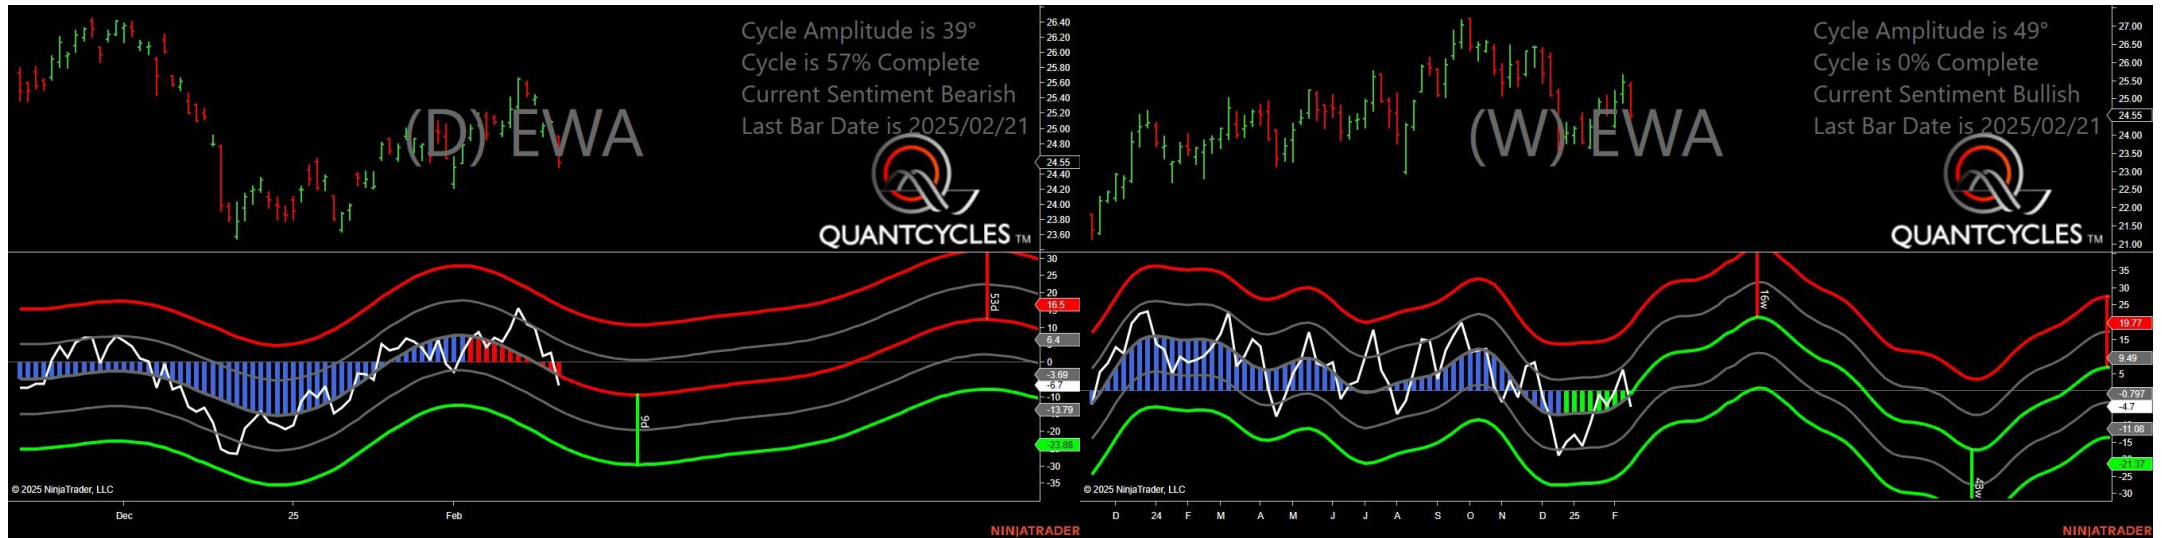 Cycle Amplitude is 39°
Cycle is 57% Complete
Current Sentiment Bearish
Last Bar Date is 2025/02/21
(D) EWA
QUANTCYCLES TM
26.40
26.20
26.00
25.80
25.60
25.40
25.20
25.00
24.80
24.55
24.40
24.20
24.00
23.80
23.60
30
25
20
16.5
10
6.4
0
-3.69
-6.7
-10
-13.79
-20
-23.88
-30
-35
53d
9d
© 2025 NinjaTrader, LLC
Dec 25 Feb
NINJATRADER
Cycle Amplitude is 49°
Cycle is 0% Complete
Current Sentiment Bullish
Last Bar Date is 2025/02/21
(W) EWA
QUANTCYCLES TM
27.00
26.50
26.00
25.50
25.00
24.55
24.00
23.50
23.00
22.50
22.00
21.50
21.00
35
30
25
19.77
15
9.49
5
-0.797
-4.7
-11.08
-15
-21.37
-25
-30
16w
43w
© 2025 NinjaTrader, LLC
D 24 F M A M J J A S O N D 25 F
NINJATRADER